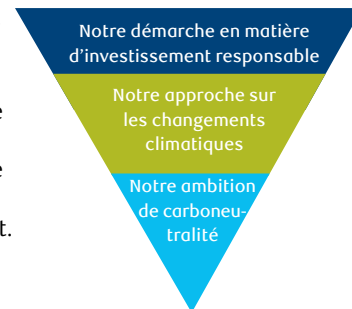 Notre démarche en matière
d’investissement responsable
Notre approche sur
les changements
climatiques
Notre ambition
de carboneu-
tralité